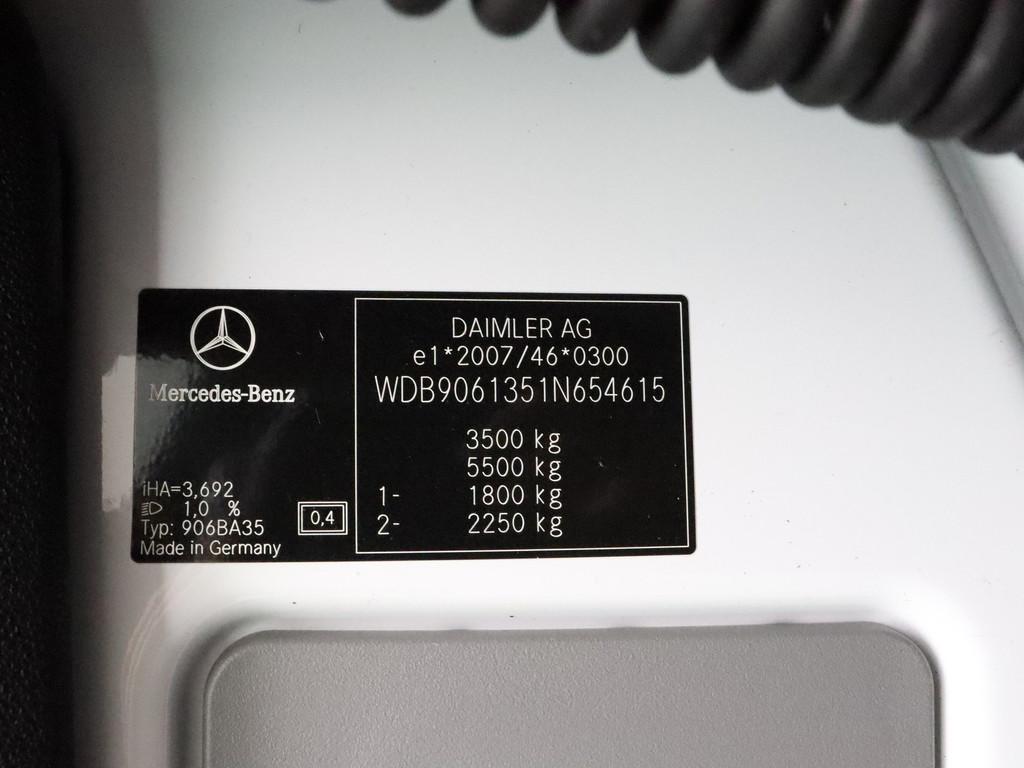 Mercedes-Benz
iHA=3,692
1,0 %
Typ: 906BA35
Made in Germany
0,4
DAIMLER AG
e1*2007/46*0300
WDB9061351N654615
3500 kg
5500 kg
1- 1800 kg
2- 2250 kg